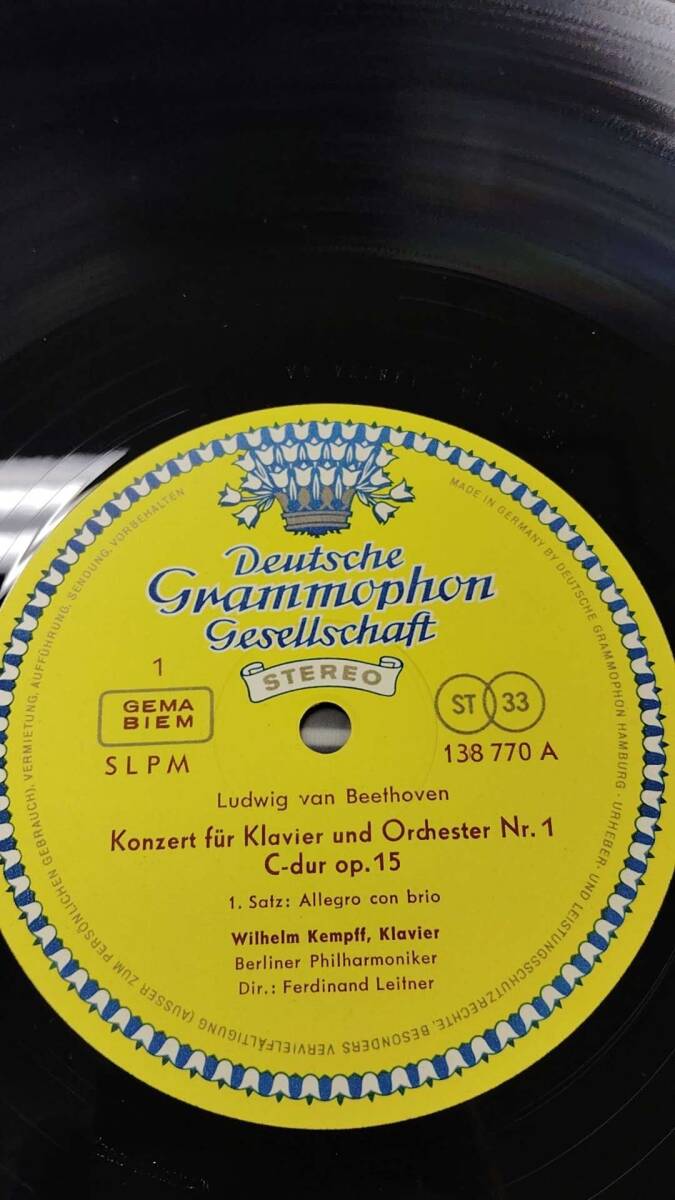 Deutsche
Grammophon
Gesellschaft
STEREO
1
GEMA
BIEM
SLPM
ST 33
138 770 A
Ludwig van Beethoven
Konzert für Klavier und Orchester Nr. 1
C-dur op. 15
1. Satz: Allegro con brio
Wilhelm Kempff, Klavier
Berliner Philharmoniker
Dir.: Ferdinand Leitner
MADE IN GERMANY BY DEUTSCHE GRAMMOPHON HAMBURG · URHEBER- UND LEISTUNGSSCHUTZRECHTE, BESONDERS VERVIELFÄLTIGUNG (AUSSER ZUM PERSÖNLICHEN GEBRAUCH), VERMIETUNG, AUFFÜHRUNG, SENDUNG, VORBEHALTEN